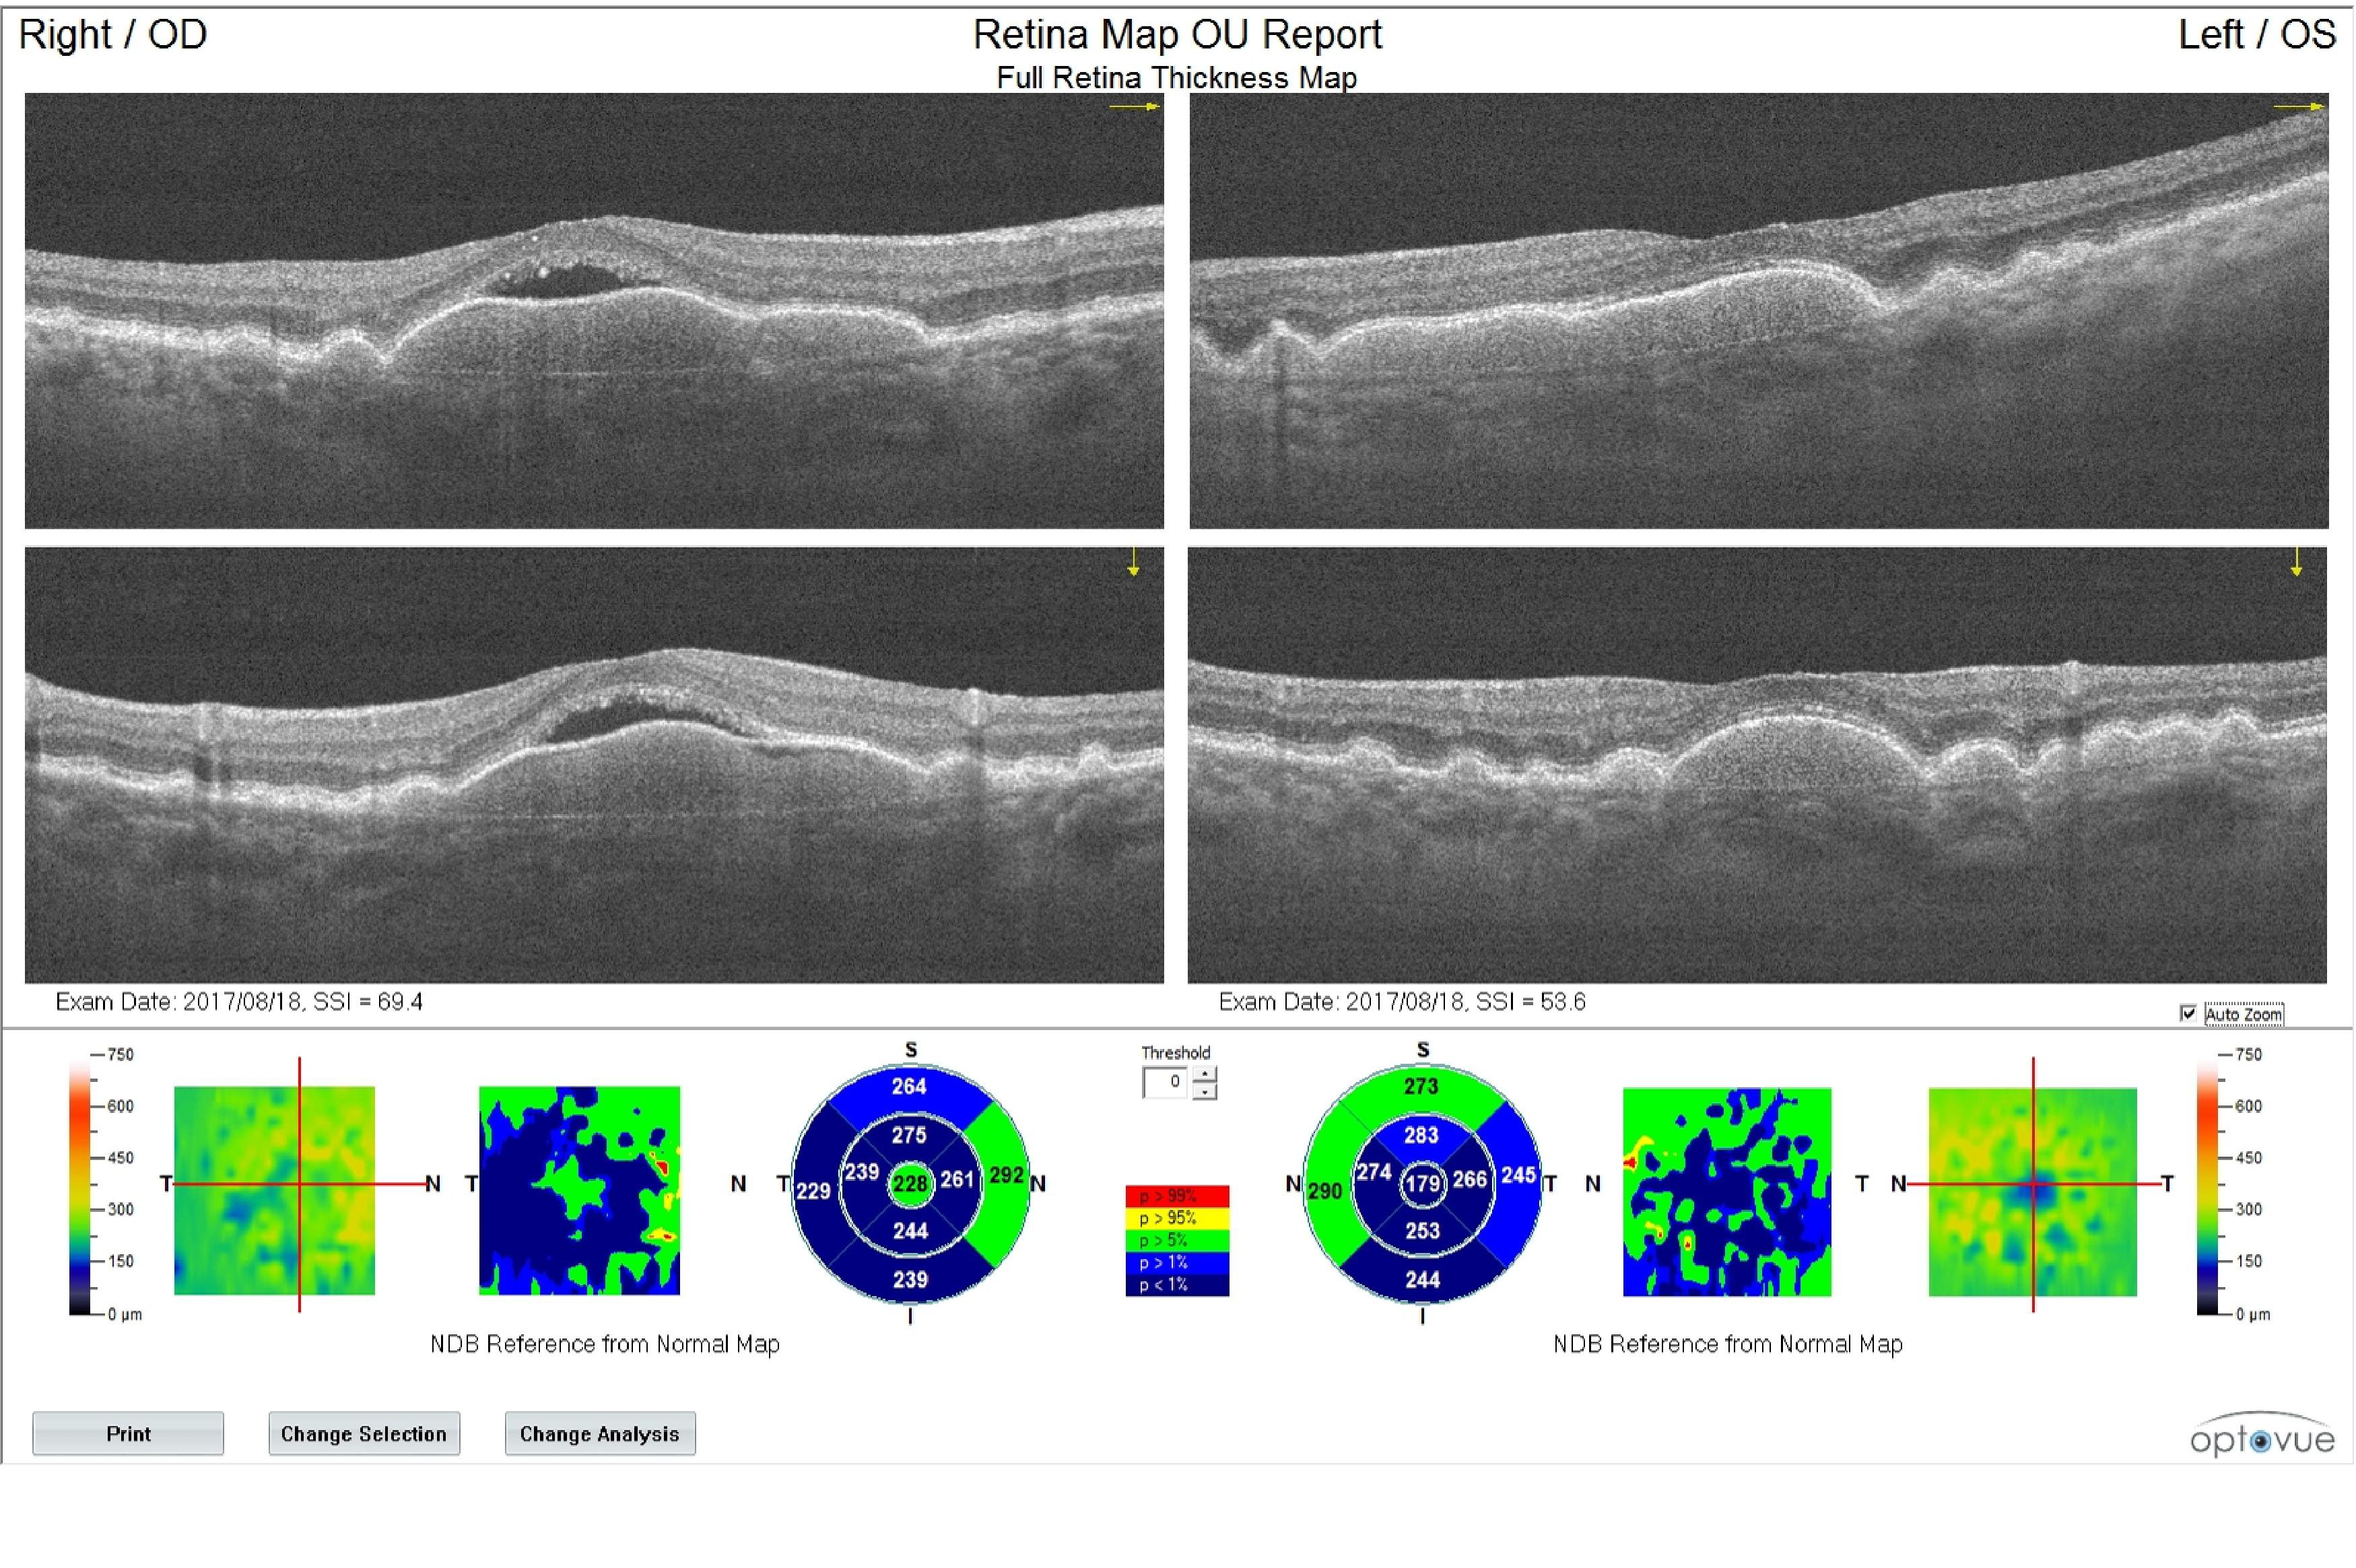 Right / OD
Retina Map OU Report
Left / OS
Full Retina Thickness Map
Exam Date: 2017/08/18, SSI = 69.4
Exam Date: 2017/08/18, SSI = 53.6
Auto Zoom
750
600
450
300
150
0 µm
T
N
T
N
S
264
275
T
229
239
228
261
292
N
244
239
I
NDB Reference from Normal Map
Threshold
0
p > 99%
p > 95%
p > 5%
p > 1%
p < 1%
S
273
283
N
290
274
179
266
245
T
253
244
I
N
T
NDB Reference from Normal Map
N
T
750
600
450
300
150
0 µm
Print
Change Selection
Change Analysis
optovue